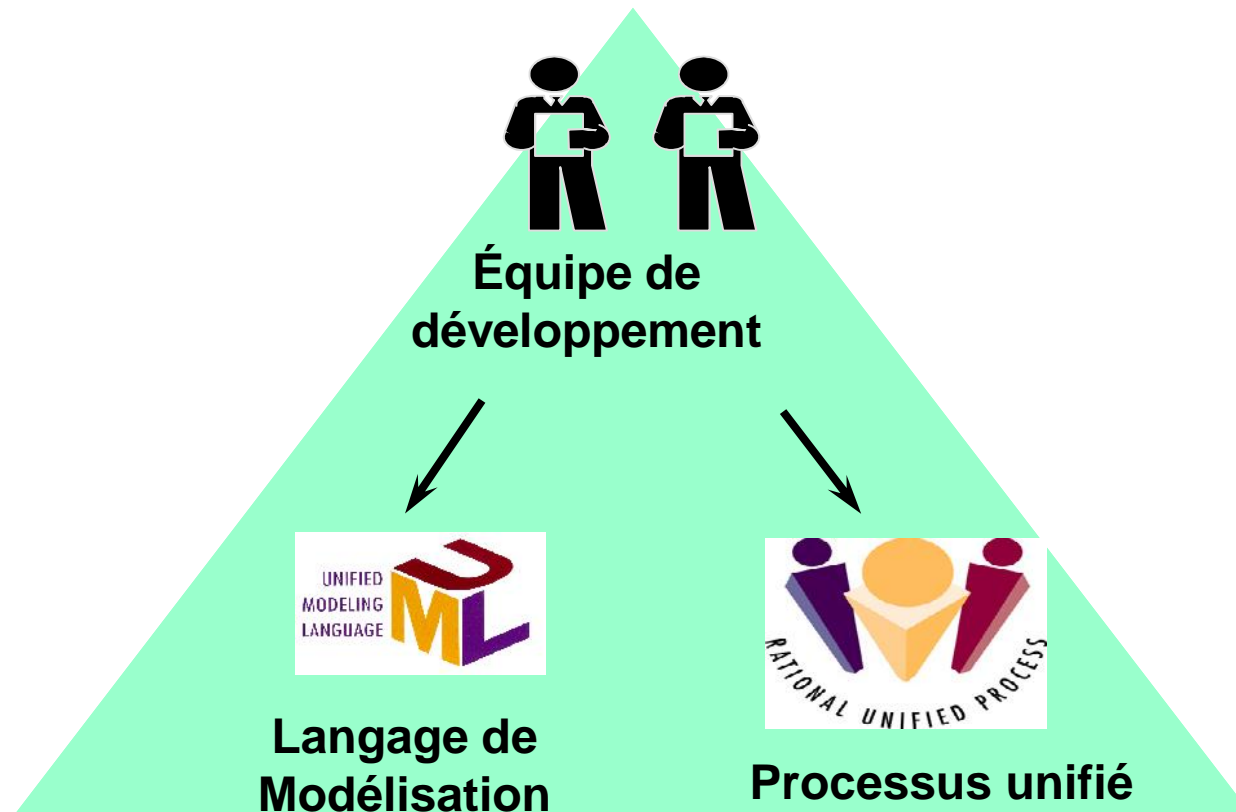 Équipe de
développement
UNIFIED
MODELING
LANGUAGE
UML
RATIONAL UNIFIED PROCESS
Langage de
Modélisation
Processus unifié